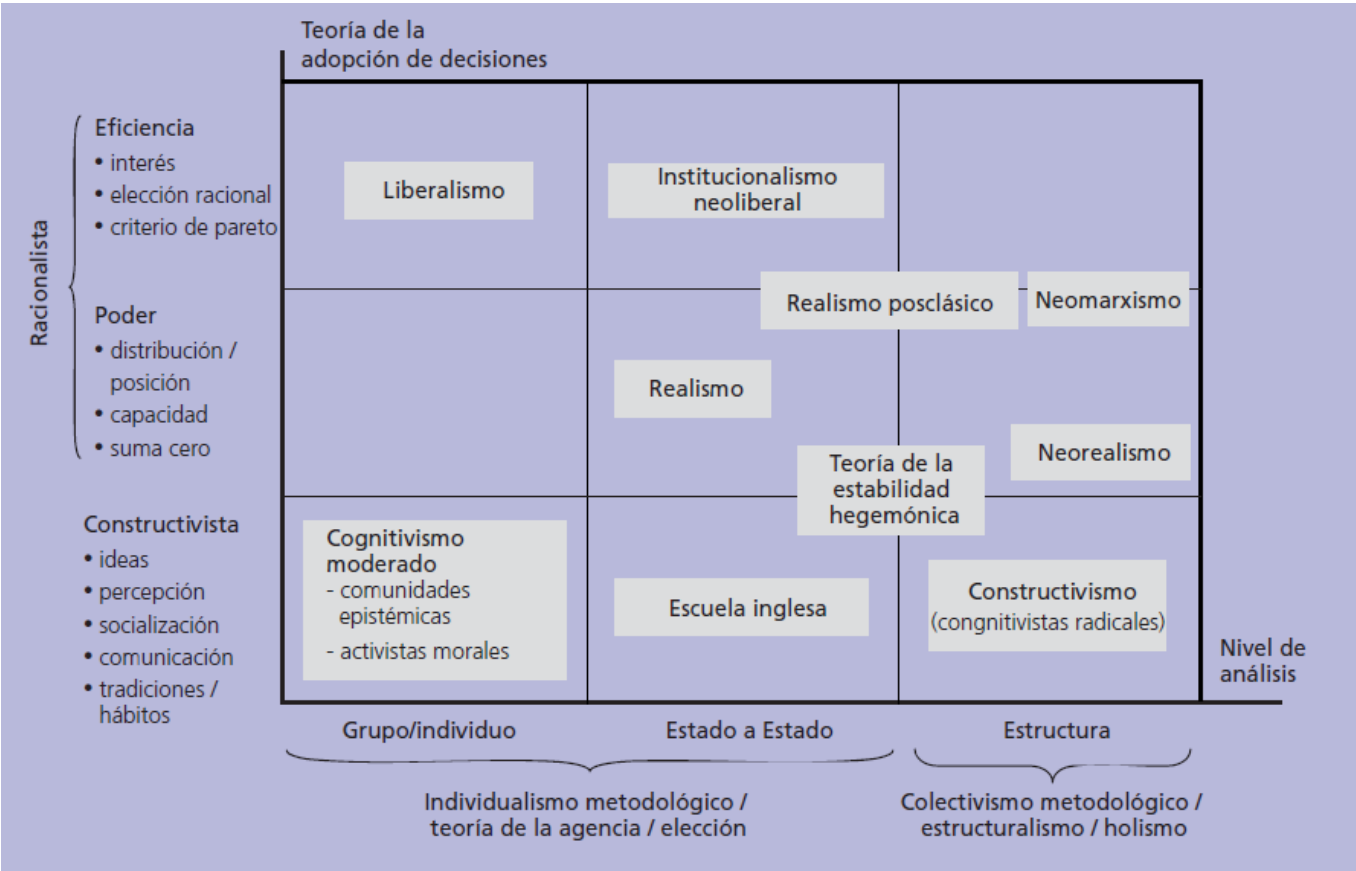 Teoría de la
adopción de decisiones
Racionalista
Eficiencia
• interés
• elección racional
• criterio de pareto
Liberalismo
Institucionalismo
neoliberal
Realismo posclásico
Neomarxismo
Poder
• distribución /
posición
• capacidad
• suma cero
Realismo
Neorealismo
Teoría de la
estabilidad
hegemónica
Constructivista
• ideas
• percepción
• socialización
• comunicación
• tradiciones /
hábitos
Cognitivismo
moderado
- comunidades
epistémicas
- activistas morales
Escuela inglesa
Constructivismo
(congnitivistas radicales)
Nivel de
análisis
Grupo/individuo
Estado a Estado
Estructura
Individualismo metodológico /
teoría de la agencia / elección
Colectivismo metodológico /
estructuralismo / holismo